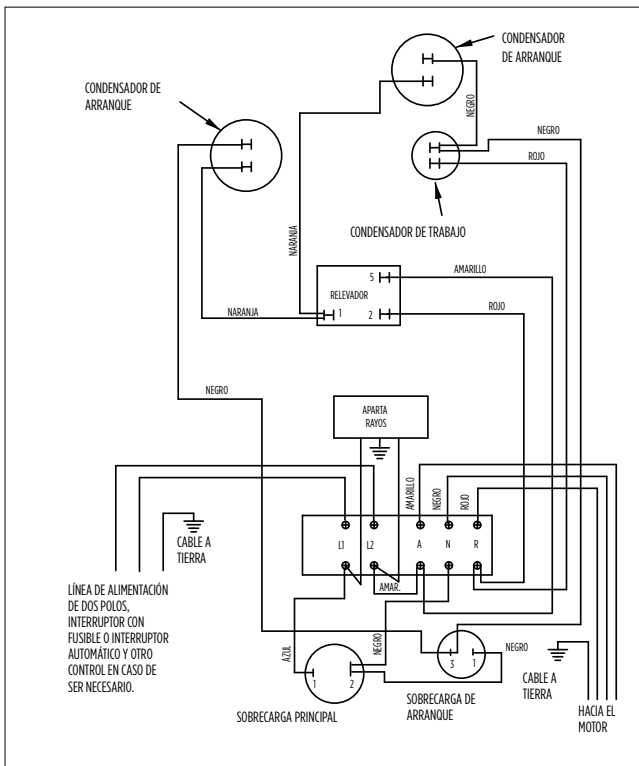 CONDENSADOR
DE ARRANQUE
CONDENSADOR DE
ARRANQUE
NEGRO
NEGRO
ROJO
CONDENSADOR DE TRABAJO
NARANJA
5
AMARILLO
RELEVADOR
1
2
ROJO
NARANJA
NEGRO
APARTA
RAYOS
AMARILLO
NEGRO
ROJO
CABLE A
TIERRA
L1
L2
A
N
R
AMAR.
LÍNEA DE ALIMENTACIÓN
DE DOS POLOS,
INTERRUPTOR CON
FUSIBLE O INTERRUPTOR
AUTOMÁTICO Y OTRO
CONTROL EN CASO DE
SER NECESARIO.
AZUL
NEGRO
1
2
3
1
NEGRO
SOBRECARGA PRINCIPAL
SOBRECARGA DE
ARRANQUE
CABLE A
TIERRA
HACIA EL
MOTOR